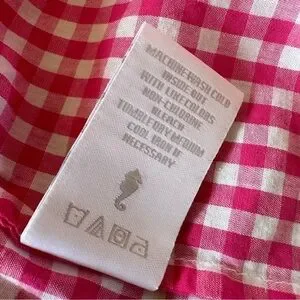 MACHINE WASH COLD
INSIDE OUT
WITH LIKE COLORS
NON-CHLORINE
BLEACH
TUMBLE DRY MEDIUM
COOL IRON IF
NECESSARY